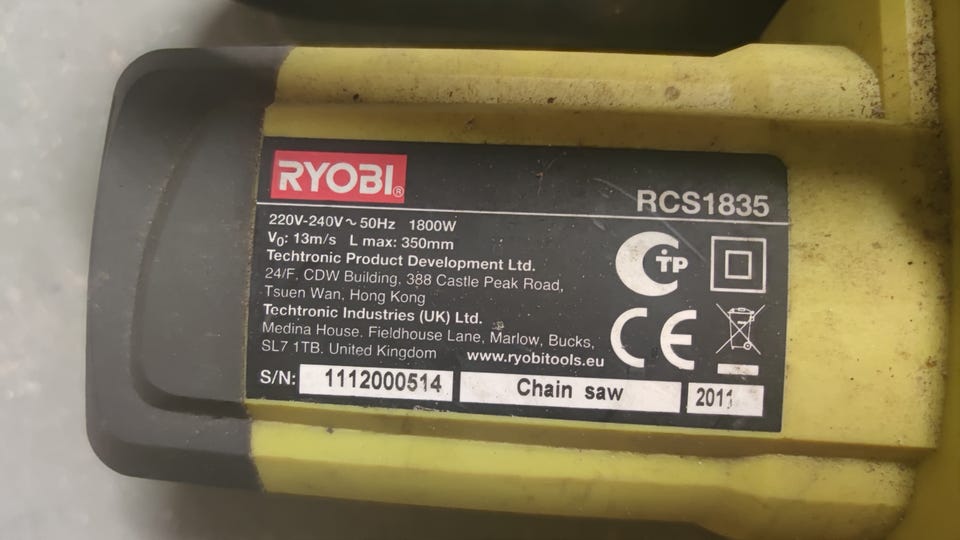 RYOBI®
RCS1835
220V-240V ~ 50Hz 1800W
V0: 13m/s L max: 350mm
Techtronic Product Development Ltd.
24/F, CDW Building, 388 Castle Peak Road,
Tsuen Wan, Hong Kong
Techtronic Industries (UK) Ltd.
Medina House, Fieldhouse Lane, Marlow, Bucks,
SL7 1TB. United Kingdom www.ryobitools.eu
TP
CE
S/N: 1112000514 Chain saw 2011